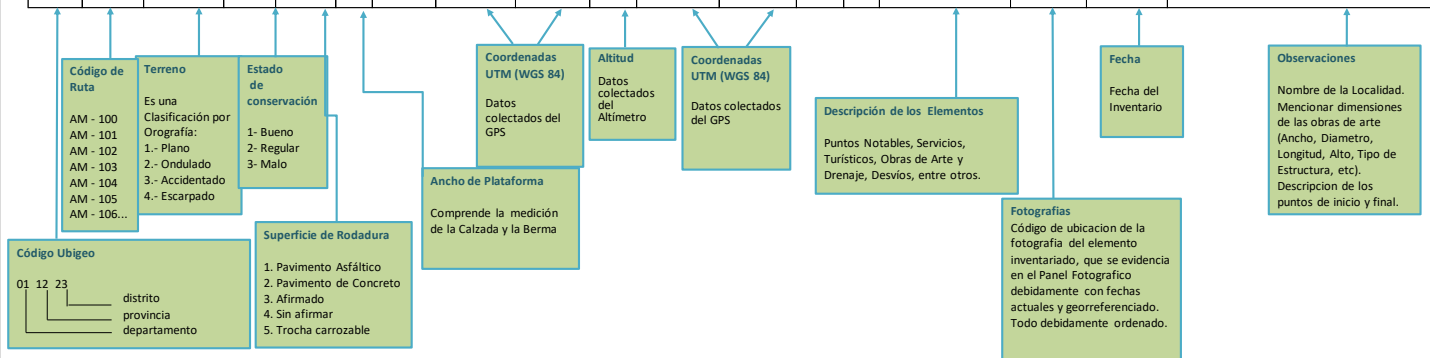 Código de
Ruta
AM - 100
AM - 101
AM - 102
AM - 103
AM - 104
AM - 105
AM - 106...
Terreno
Es una
Clasificación por
Orografía:
1.- Plano
2.- Ondulado
3.- Accidentado
4.- Escarpado
Estado
de
conservación
1- Bueno
2- Regular
3- Malo
Coordenadas
UTM (WGS 84)
Datos
colectados del
GPS
Altitud
Datos
colectados
del
Altímetro
Coordenadas
UTM (WGS 84)
Datos colectados
del GPS
Descripción de los Elementos
Puntos Notables, Servicios,
Turísticos, Obras de Arte y
Drenaje, Desvíos, entre otros.
Fecha
Fecha del
Inventario
Observaciones
Nombre de la Localidad.
Mencionar dimensiones
de las obras de arte
(Ancho, Diametro,
Longitud, Alto, Tipo de
Estructura, etc).
Descripcion de los
puntos de inicio y final.
Ancho de Plataforma
Comprende la medición
de la Calzada y la Berma
Fotografias
Código de ubicacion de la
fotografia del elemento
inventariado, que se evidencia
en el Panel Fotografico
debidamente con fechas
actuales y georreferenciado.
Todo debidamente ordenado.
Código Ubigeo
01 12 23
distrito
provincia
departamento
Superficie de Rodadura
1. Pavimento Asfáltico
2. Pavimento de Concreto
3. Afirmado
4. Sin afirmar
5. Trocha carrozable